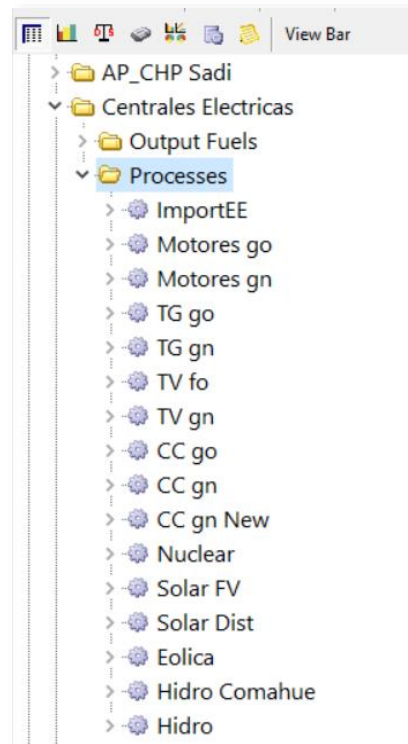 View Bar
AP_CHP Sadi
Centrales Electricas
Output Fuels
Processes
ImportEE
Motores go
Motores gn
TG go
TG gn
TV fo
TV gn
CC go
CC gn
CC gn New
Nuclear
Solar FV
Solar Dist
Eolica
Hidro Comahue
Hidro